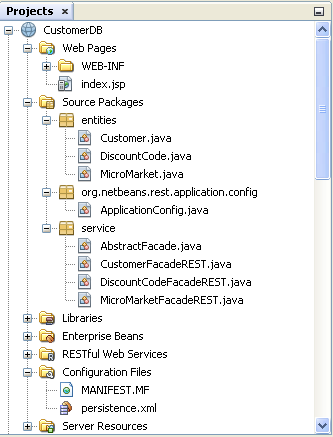 Projects
CustomerDB
Web Pages
WEB-INF
index.jsp
Source Packages
entities
Customer.java
DiscountCode.java
MicroMarket.java
org.netbeans.rest.application.config
ApplicationConfig.java
service
AbstractFacade.java
CustomerFacadeREST.java
DiscountCodeFacadeREST.java
MicroMarketFacadeREST.java
Libraries
Enterprise Beans
RESTful Web Services
Configuration Files
MANIFEST.MF
persistence.xml
Server Resources